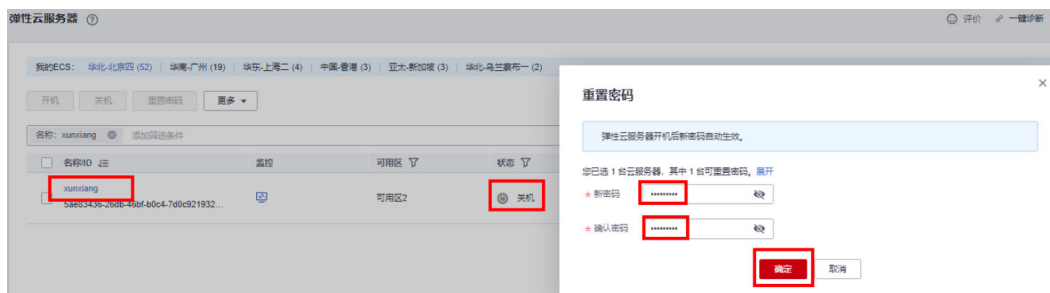 弹性云服务器
评价 一键诊断
我的ECS: 华北-北京四 (52) 华南-广州 (19) 华东-上海二 (4) 中国-香港 (3) 亚太-新加坡 (3) 华北-乌兰察布一 (2)
开机 关机 重置密码 更多
名称: xunxiang 添加筛选条件
名称/ID 监控 可用区 状态
xunxiang
5ae83436-26db-46bf-b0c4-7d0c921932...
可用区2 关机
重置密码
弹性云服务器开机后新密码自动生效。
您已选 1 台云服务器，其中 1 台可重置密码。展开
* 新密码 ·········
* 确认密码 ·········
确定 取消